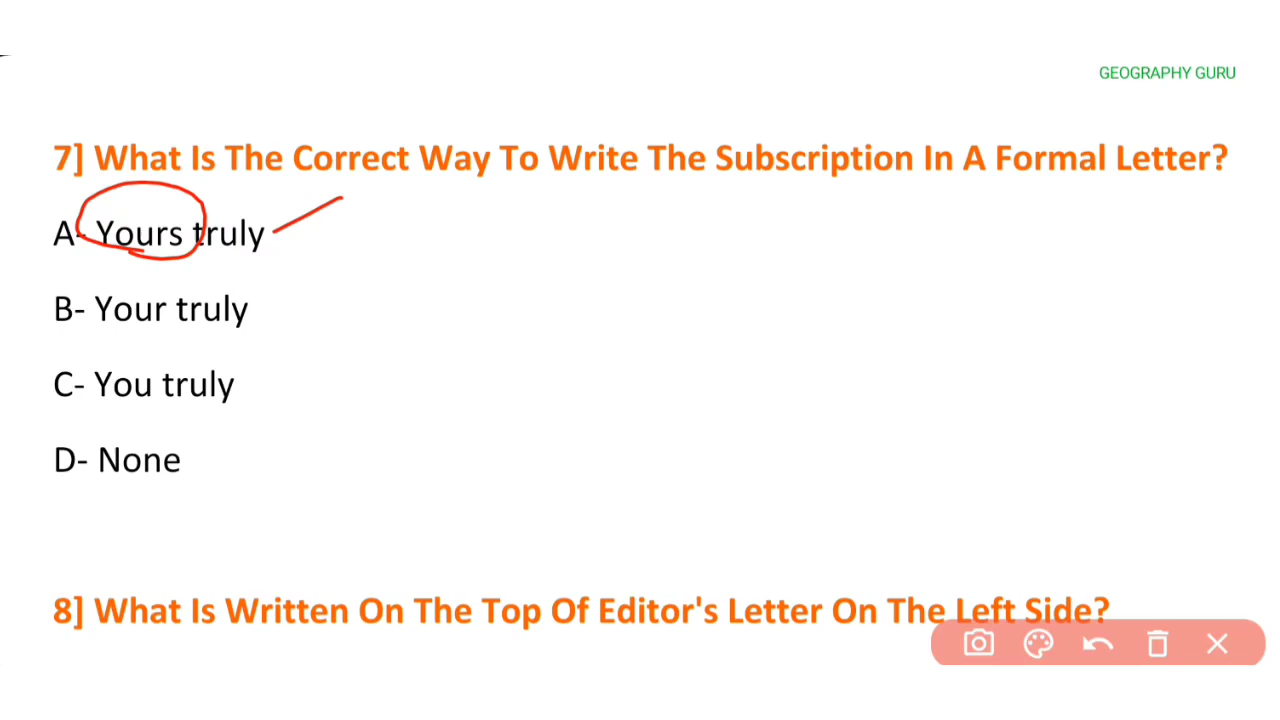 GEOGRAPHY GURU
7] What Is The Correct Way To Write The Subscription In A Formal Letter?
A- Yours truly
B- Your truly
C- You truly
D- None
8] What Is Written On The Top Of Editor's Letter On The Left Side?